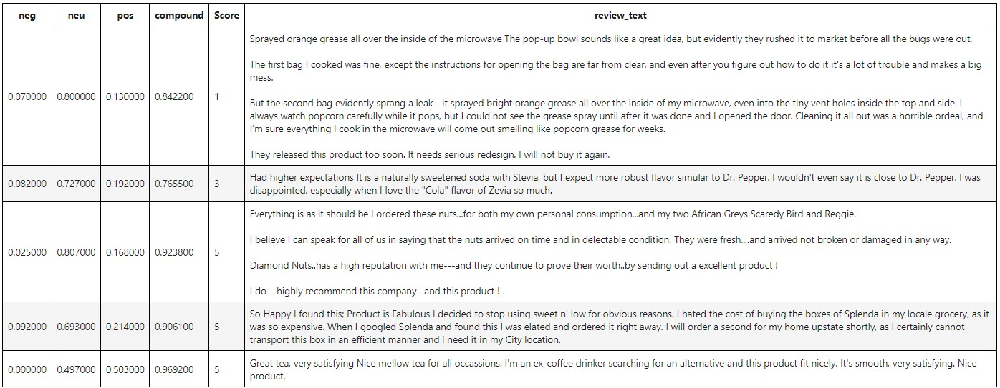 neg neu pos compound Score review_text
Sprayed orange grease all over the inside of the microwave The pop-up bowl sounds like a great idea, but evidently they rushed it to market before all the bugs were out.
The first bag I cooked was fine, except the instructions for opening the bag are far from clear, and even after you figure out how to do it it's a lot of trouble and makes a big
mess.
0.070000 0.800000 0.130000 0.842200 1
But the second bag evidently sprang a leak - it sprayed bright orange grease all over the inside of my microwave, even into the tiny vent holes inside the top and side. I
always watch popcorn carefully while it pops, but I could not see the grease spray until after it was done and I opened the door. Cleaning it all out was a horrible ordeal, and
I'm sure everything I cook in the microwave will come out smelling like popcorn grease for weeks.
They released this product too soon. It needs serious redesign. I will not buy it again.
0.082000 0.727000 0.192000 0.765500 3
Had higher expectations It is a naturally sweetened soda with Stevia, but I expect more robust flavor simular to Dr. Pepper. I wouldn't even say it is close to Dr. Pepper. I was
disappointed, especially when I love the "Cola" flavor of Zevia so much.
Everything is as it should be I ordered these nuts...for both my own personal consumption...and my two African Greys Scaredy Bird and Reggie.
I believe I can speak for all of us in saying that the nuts arrived on time and in delectable condition. They were fresh....and arrived not broken or damaged in any way.
0.025000 0.807000 0.168000 0.923800 5
Diamond Nuts..has a high reputation with me---and they continue to prove their worth..by sending out a excellent product !
I do --highly recommend this company--and this product !
0.092000 0.693000 0.214000 0.906100 5
So Happy I found this; Product is Fabulous I decided to stop using sweet n' low for obvious reasons. I hated the cost of buying the boxes of Splenda in my locale grocery, as it
was so expensive. When I googled Splenda and found this I was elated and ordered it right away. I will order a second for my home upstate shortly, as I certainly cannot
transport this box in an efficient manner and I need it in my City location.
0.000000 0.497000 0.503000 0.969200 5
Great tea, very satisfying Nice mellow tea for all occassions. I'm an ex-coffee drinker searching for an alternative and this product fit nicely. It's smooth, very satisfying. Nice
product.